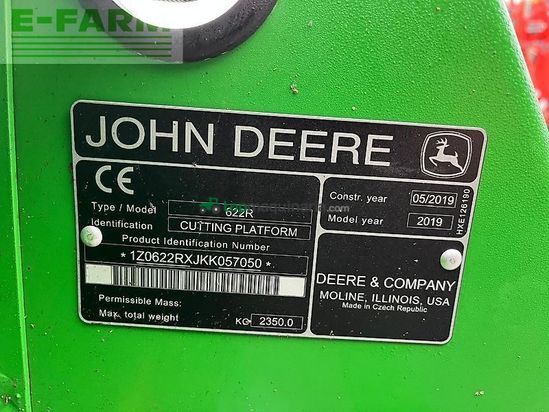 E-FARM
JOHN DEERE
CE
Type / Model 622R
Identification CUTTING PLATFORM
Product Identification Number
* 1Z0622RXJKK057050 *
Permissible Mass:
Max. total weight KG 2350.0
Constr. year 05/2019
Model year 2019
HXE126190
DEERE & COMPANY
MOLINE, ILLINOIS, USA
Made in Czech Republic